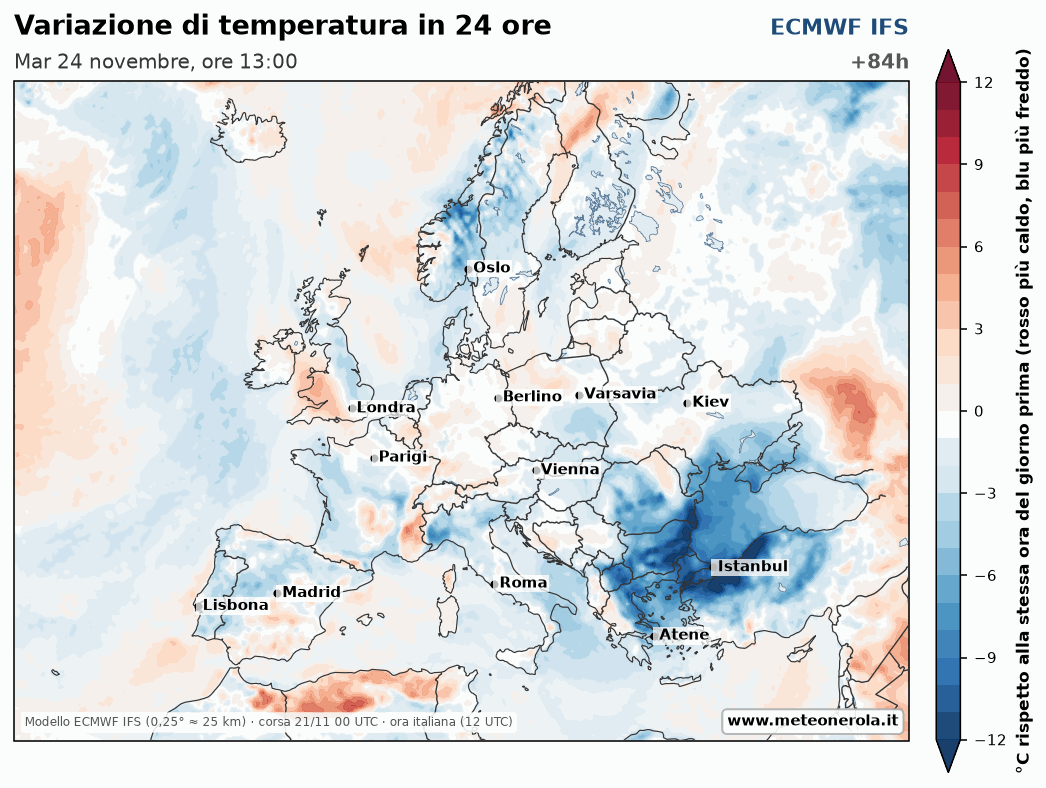 Variazione di temperatura in 24 ore
ECMWF IFS
Mar 24 novembre, ore 13:00
+84h
Oslo
Londra
Berlino
Varsavia
Kiev
Parigi
Vienna
Istanbul
Roma
Madrid
Lisbona
Atene
Modello ECMWF IFS (0,25° ≈ 25 km) · corsa 21/11 00 UTC · ora italiana (12 UTC)
www.meteonerola.it
12
9
6
3
0
−3
−6
−9
−12
°C rispetto alla stessa ora del giorno prima (rosso più caldo, blu più freddo)